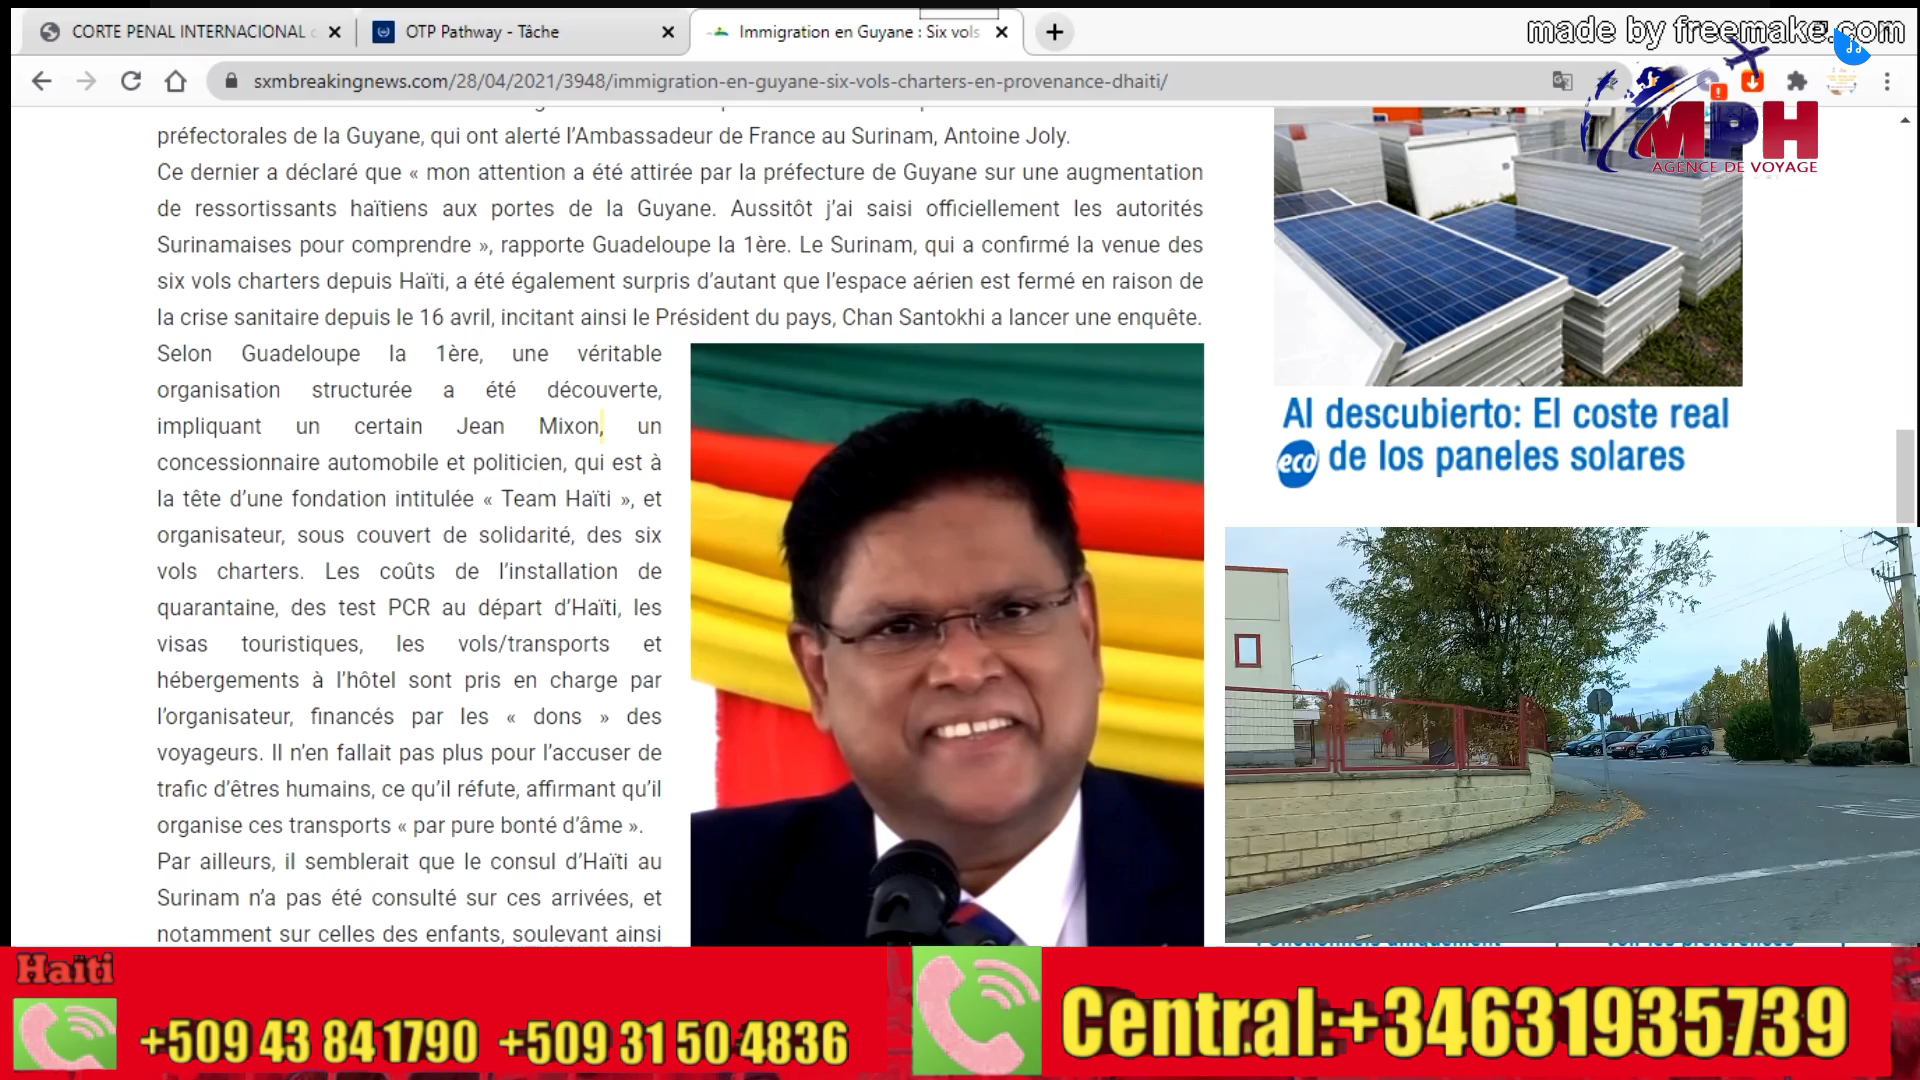 CORTE PENAL INTERNACIONAL
OTP Pathway - Tâche
Immigration en Guyane : Six vols
made by freemake.com
sxmbreakingnews.com/28/04/2021/3948/immigration-en-guyane-six-vols-charters-en-provenance-dhaiti/
MPH
AGENCE DE VOYAGE
préfectorales de la Guyane, qui ont alerté l’Ambassadeur de France au Surinam, Antoine Joly.
Ce dernier a déclaré que « mon attention a été attirée par la préfecture de Guyane sur une augmentation
de ressortissants haïtiens aux portes de la Guyane. Aussitôt j’ai saisi officiellement les autorités
Surinamaises pour comprendre », rapporte Guadeloupe la 1ère. Le Surinam, qui a confirmé la venue des
six vols charters depuis Haïti, a été également surpris d’autant que l’espace aérien est fermé en raison de
la crise sanitaire depuis le 16 avril, incitant ainsi le Président du pays, Chan Santokhi a lancer une enquête.
Selon Guadeloupe la 1ère, une véritable
organisation structurée a été découverte,
impliquant un certain Jean Mixon, un
concessionnaire automobile et politicien, qui est à
la tête d’une fondation intitulée « Team Haïti », et
organisateur, sous couvert de solidarité, des six
vols charters. Les coûts de l’installation de
quarantaine, des test PCR au départ d’Haïti, les
visas touristiques, les vols/transports et
hébergements à l’hôtel sont pris en charge par
l’organisateur, financés par les « dons » des
voyageurs. Il n’en fallait pas plus pour l’accuser de
trafic d’êtres humains, ce qu’il réfute, affirmant qu’il
organise ces transports « par pure bonté d’âme ».
Par ailleurs, il semblerait que le consul d’Haïti au
Surinam n’a pas été consulté sur ces arrivées, et
notamment sur celles des enfants, soulevant ainsi
Al descubierto: El coste real
eco de los paneles solares
Haïti
+509 43 84 1790 +509 31 50 4836
Central:+34631935739